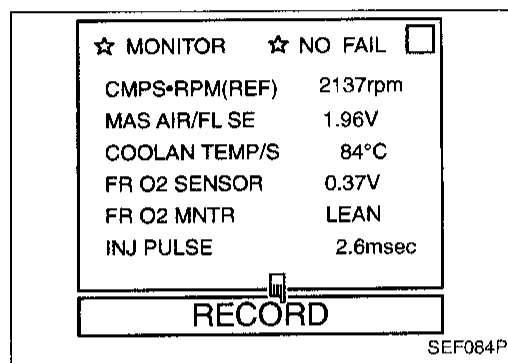 ☆ MONITOR ☆ NO FAIL
CMPS•RPM(REF) 2137rpm
MAS AIR/FL SE 1.96V
COOLAN TEMP/S 84°C
FR O2 SENSOR 0.37V
FR O2 MNTR LEAN
INJ PULSE 2.6msec
RECORD
SEF084P